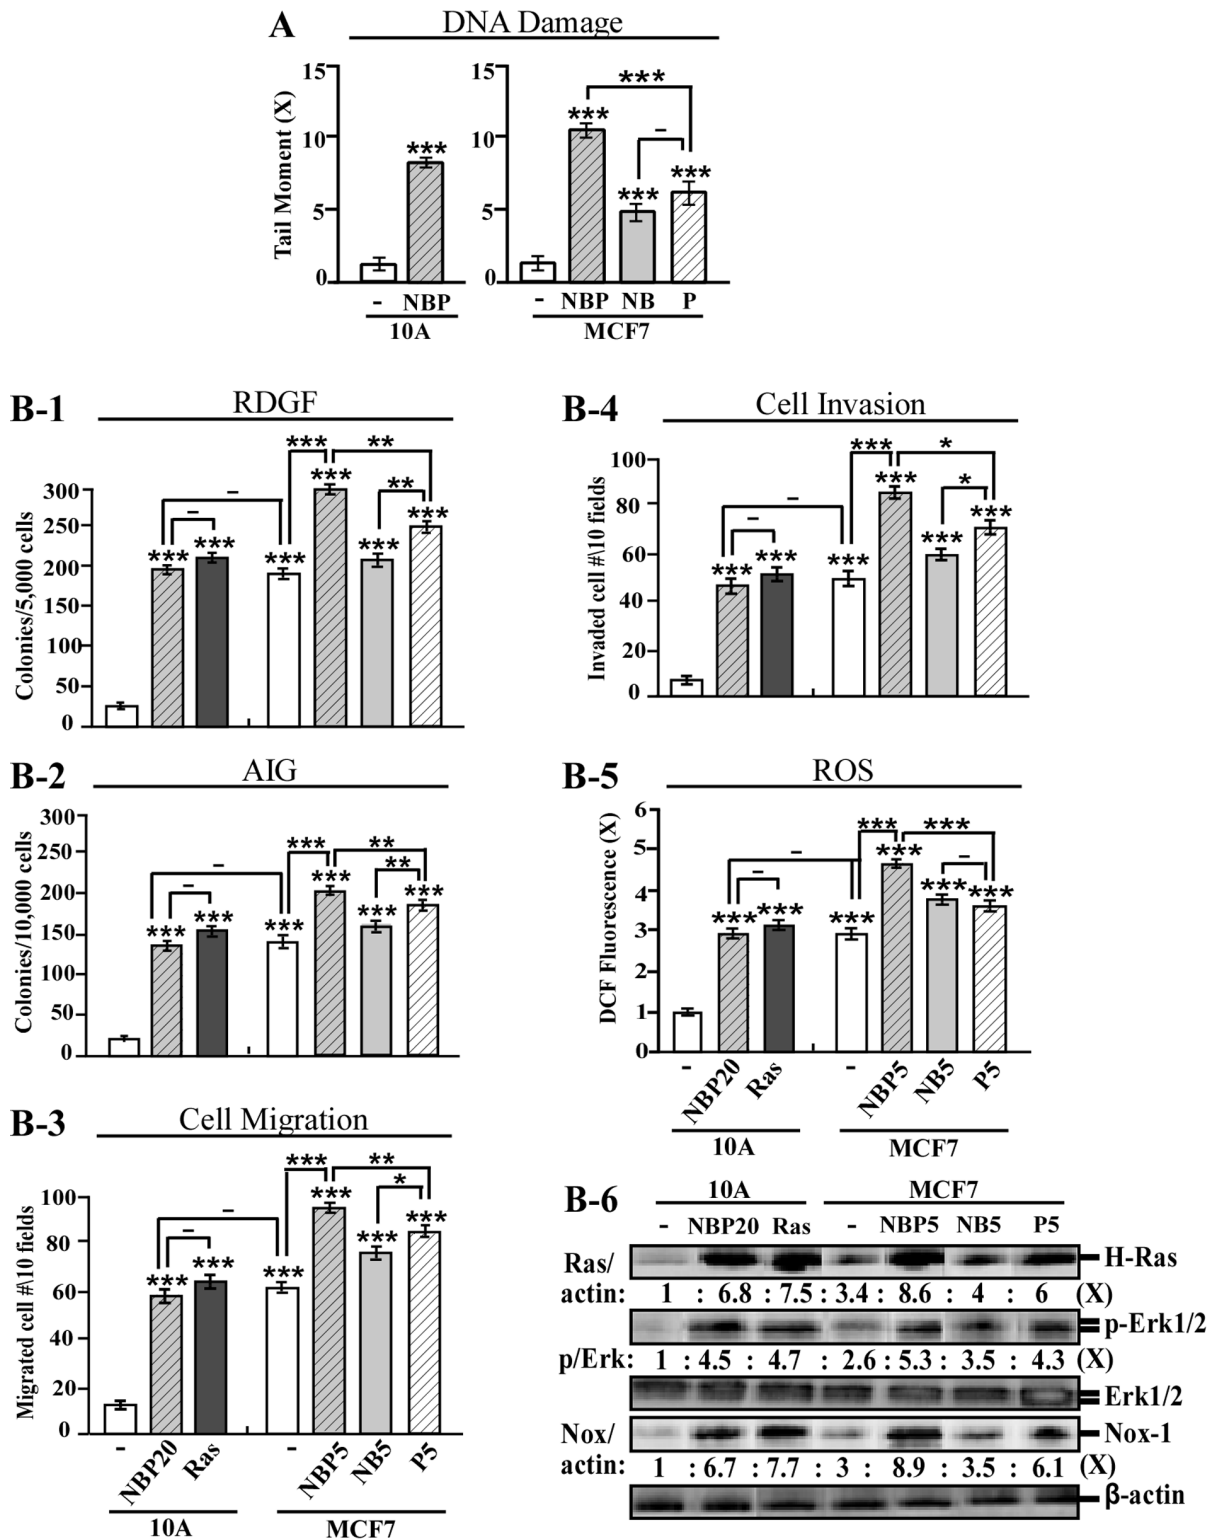 A
DNA Damage
Tail Moment (X)
15
10
5
0
***
15
10
5
0
***
***
–
***
***
- NBP
10A
- NBP NB P
MCF7
B-1
RDGF
Colonies/5,000 cells
300
250
200
150
100
50
0
*** **
– *** **
– *** ***
*** *** *** ***
B-2
AIG
Colonies/10,000 cells
300
250
200
150
100
50
0
*** **
– *** **
– *** ***
*** *** *** ***
B-3
Cell Migration
Migrated cell #\10 fields
100
80
60
40
20
0
*** **
– *** *
– *** ***
*** *** *** ***
- NBP20 Ras - NBP5 NB5 P5
10A MCF7
B-4
Cell Invasion
Invaded cell #\10 fields
100
80
60
40
20
0
*** *
– *** *
– *** ***
*** *** *** ***
B-5
ROS
DCF Fluorescence (X)
6
5
4
3
2
1
0
*** ***
– *** –
– *** *** ***
*** *** ***
- NBP20 Ras - NBP5 NB5 P5
10A MCF7
B-6
10A MCF7
- NBP20 Ras - NBP5 NB5 P5
Ras/ H-Ras
actin: 1 : 6.8 : 7.5 : 3.4 : 8.6 : 4 : 6 (X)
p-Erk1/2
p/Erk: 1 : 4.5 : 4.7 : 2.6 : 5.3 : 3.5 : 4.3 (X)
Erk1/2
Nox/ Nox-1
actin: 1 : 6.7 : 7.7 : 3 : 8.9 : 3.5 : 6.1 (X)
β-actin